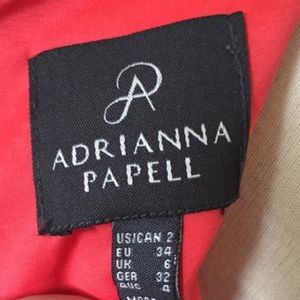 ADRIANNA
PAPELL
US/CAN 2
EU 34
UK 6
GER 32